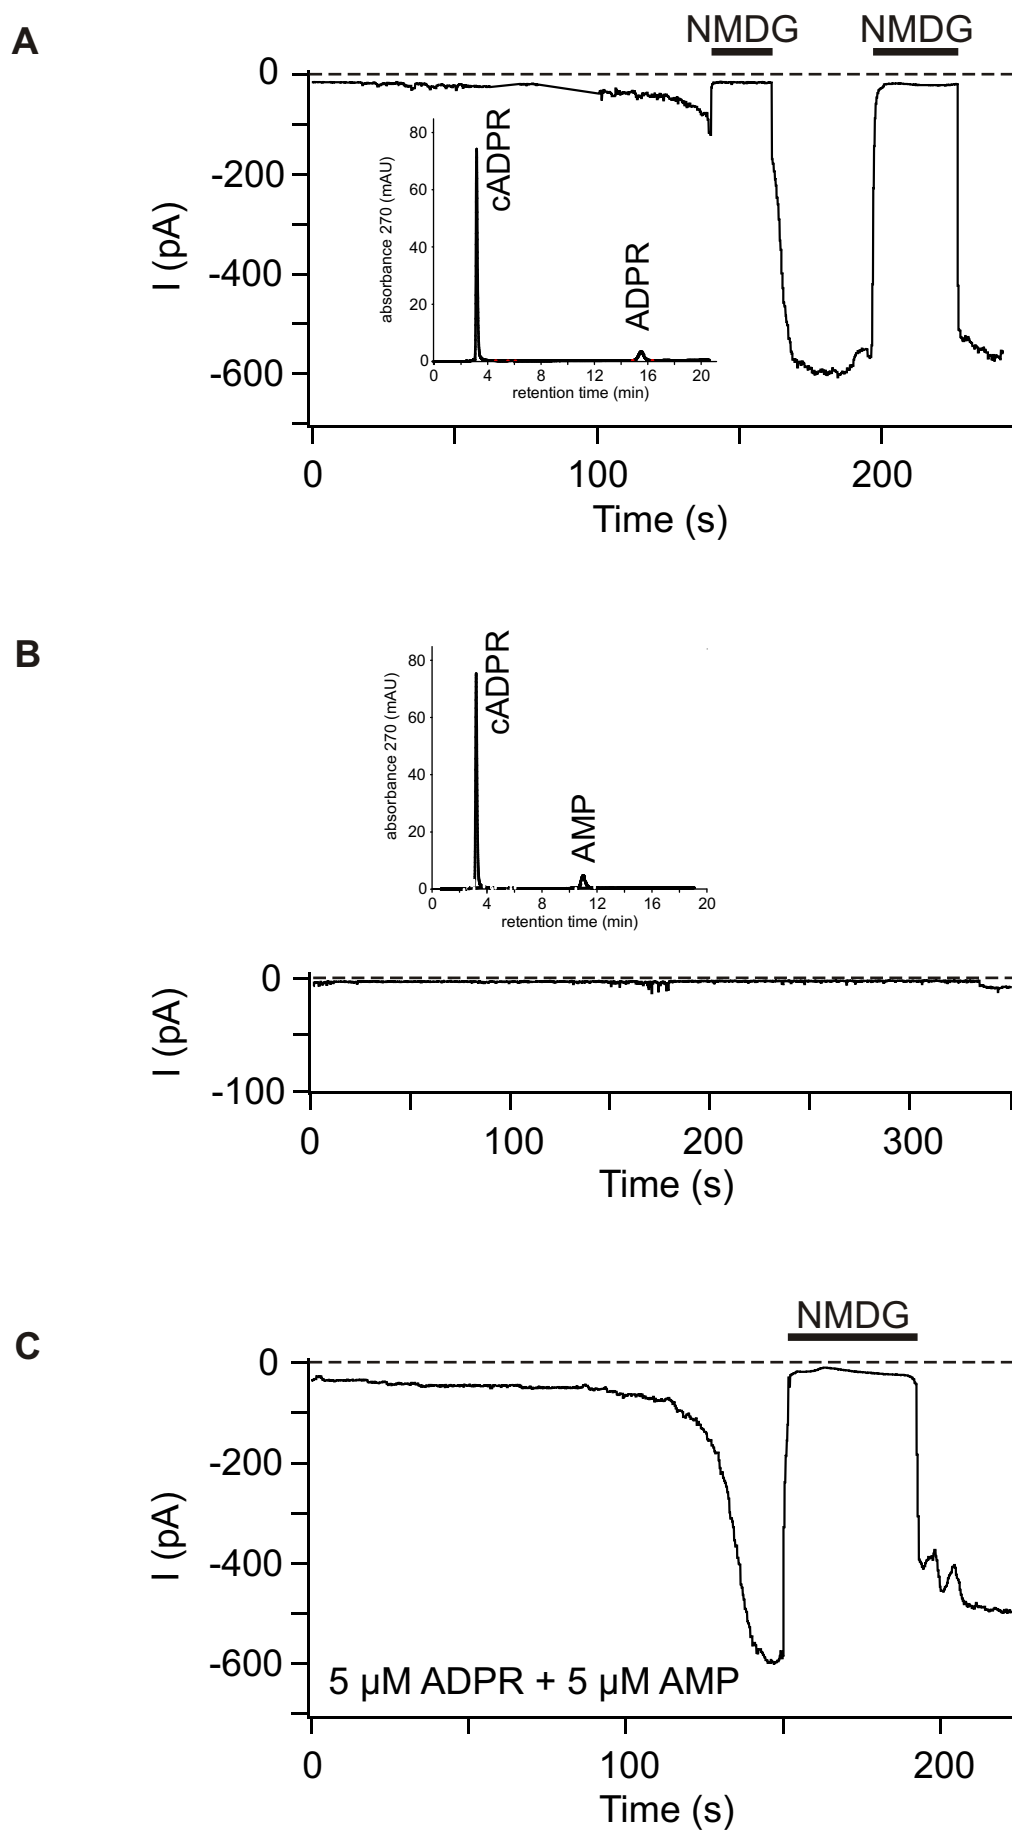 A
NMDG NMDG
0
-200
-400
-600
I (pA)
80
60
40
20
0
absorbance 270 (mAU)
cADPR
ADPR
0 4 8 12 16 20
retention time (min)
0 100 200
Time (s)
B
80
60
40
20
0
absorbance 270 (mAU)
cADPR
AMP
0 4 8 12 16 20
retention time (min)
0
-100
I (pA)
0 100 200 300
Time (s)
C
NMDG
0
-200
-400
-600
I (pA)
5 µM ADPR + 5 µM AMP
0 100 200
Time (s)